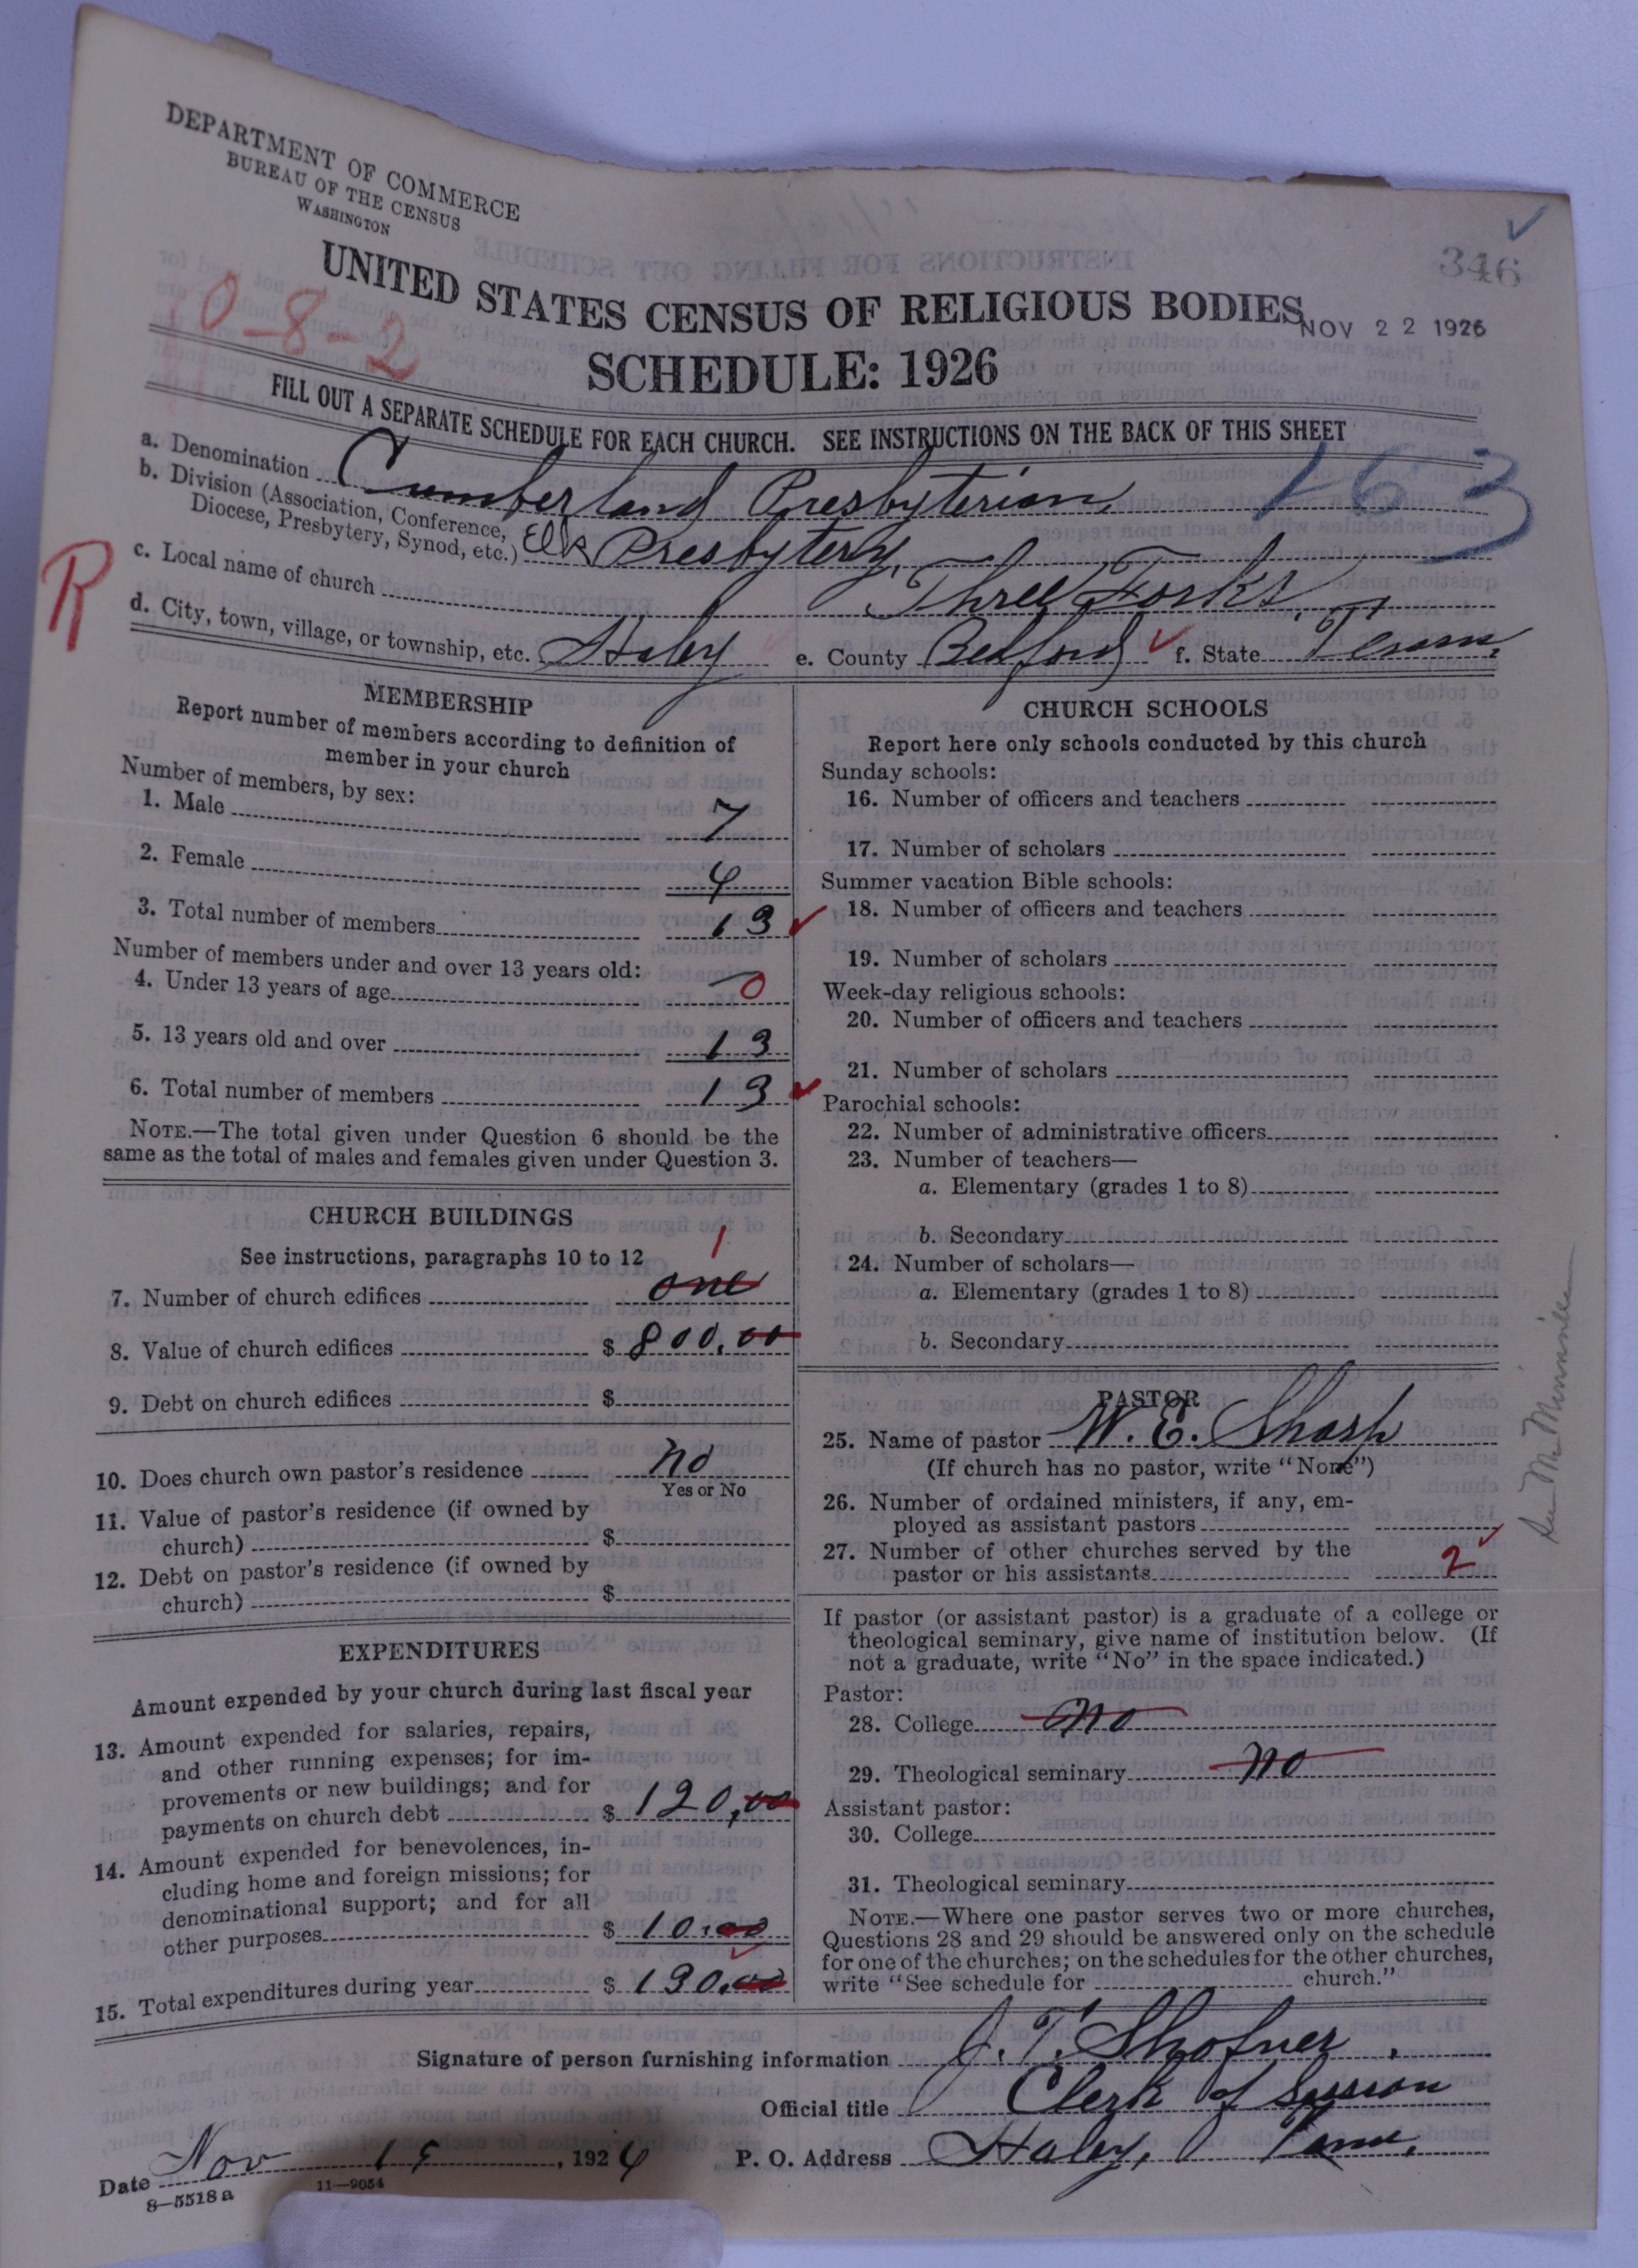 DEPARTMENT OF COMMERCE
BUREAU OF THE CENSUS
WASHINGTON
346
UNITED STATES CENSUS OF RELIGIOUS BODIES
NOV 22 1926
SCHEDULE: 1926
0-8-2
FILL OUT A SEPARATE SCHEDULE FOR EACH CHURCH. SEE INSTRUCTIONS ON THE BACK OF THIS SHEET
163
R
a. Denomination Cumberland Presbyterian,
b. Division (Association, Conference,
Diocese, Presbytery, Synod, etc.) Elk Presbytery,
c. Local name of church Three Forks,
d. City, town, village, or township, etc. Haley e. County Bedford f. State Tenn.
MEMBERSHIP
Report number of members according to definition of
member in your church
Number of members, by sex:
1. Male 7
2. Female 6
3. Total number of members 13
Number of members under and over 13 years old:
4. Under 13 years of age 0
5. 13 years old and over 13
6. Total number of members 13
NOTE.—The total given under Question 6 should be the
same as the total of males and females given under Question 3.
CHURCH BUILDINGS
See instructions, paragraphs 10 to 12
1
7. Number of church edifices one
8. Value of church edifices $ 800.00
9. Debt on church edifices $
10. Does church own pastor's residence no
Yes or No
11. Value of pastor's residence (if owned by
church) $
12. Debt on pastor's residence (if owned by
church) $
EXPENDITURES
Amount expended by your church during last fiscal year
13. Amount expended for salaries, repairs,
and other running expenses; for im-
provements or new buildings; and for
payments on church debt $ 120,00
14. Amount expended for benevolences, in-
cluding home and foreign missions; for
denominational support; and for all
other purposes $ 10.00
15. Total expenditures during year $ 130.00
CHURCH SCHOOLS
Report here only schools conducted by this church
Sunday schools:
16. Number of officers and teachers
17. Number of scholars
Summer vacation Bible schools:
18. Number of officers and teachers
19. Number of scholars
Week-day religious schools:
20. Number of officers and teachers
21. Number of scholars
Parochial schools:
22. Number of administrative officers
23. Number of teachers—
a. Elementary (grades 1 to 8)
b. Secondary
24. Number of scholars—
a. Elementary (grades 1 to 8)
b. Secondary
PASTOR
25. Name of pastor W. E. Sharp
(If church has no pastor, write "None")
26. Number of ordained ministers, if any, em-
ployed as assistant pastors
27. Number of other churches served by the
pastor or his assistants 2
If pastor (or assistant pastor) is a graduate of a college or
theological seminary, give name of institution below. (If
not a graduate, write "No" in the space indicated.)
Pastor:
28. College no
29. Theological seminary no
Assistant pastor:
30. College
31. Theological seminary
NOTE.—Where one pastor serves two or more churches,
Questions 28 and 29 should be answered only on the schedule
for one of the churches; on the schedules for the other churches,
write "See schedule for church."
Signature of person furnishing information J. T. Shofner.
Official title Clerk of Session
Date Nov 19, 1926 P. O. Address Haley, Tenn.
8—5518a 11—9054